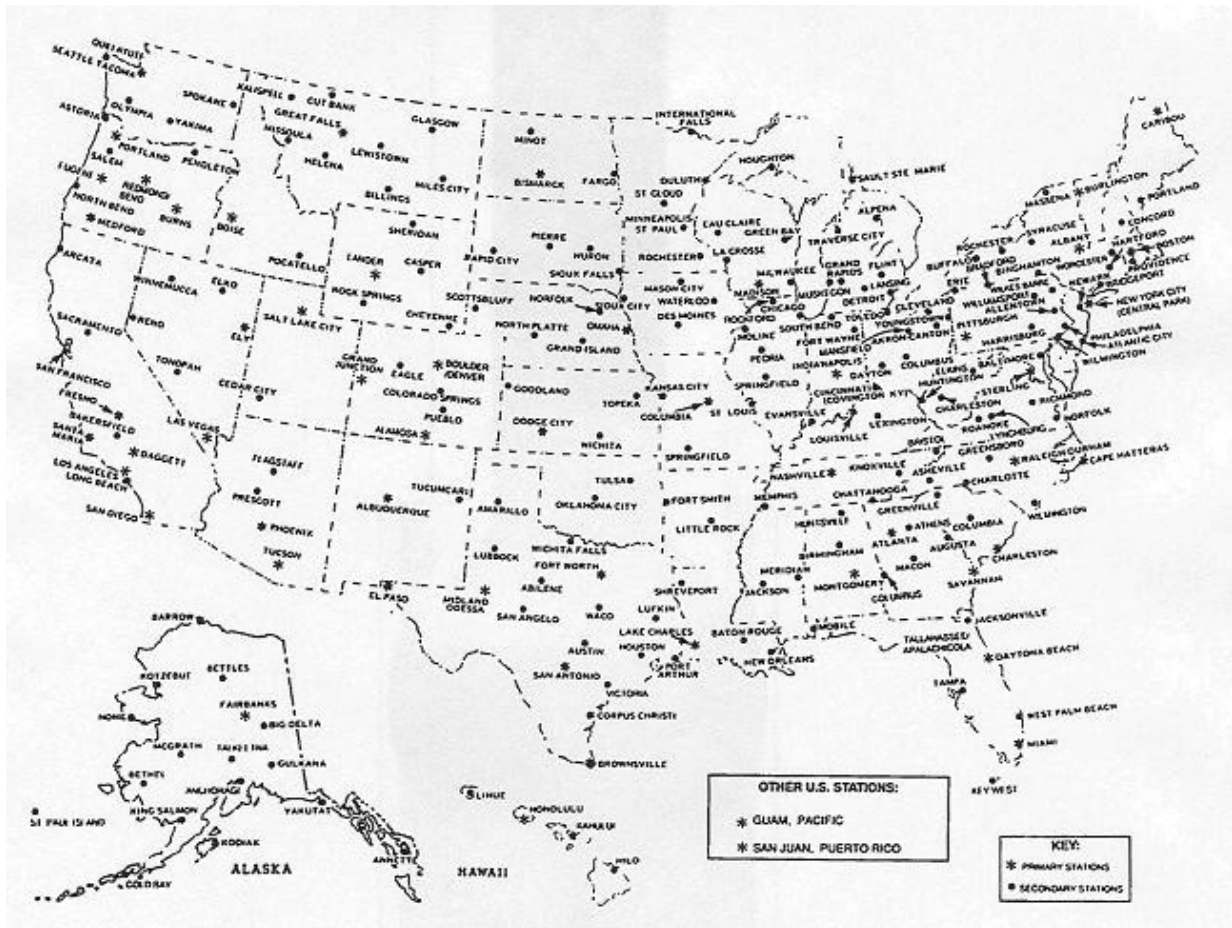 QUILLAYUTE
SEATTLE TACOMA
OLYMPIA
SPOKANE
ASTORIA
YAKIMA
KALISPELL
CUT BANK
GREAT FALLS
GLASGOW
MISSOULA
LEWISTOWN
HELENA
MILES CITY
BILLINGS
PORTLAND
PENDLETON
SALEM
EUGENE
REDMOND/
BEND
BURNS
NORTH BEND
MEDFORD
BOISE
POCATELLO
MINOT
BISMARCK
FARGO
INTERNATIONAL
FALLS
DULUTH
ST GLOUD
MINNEAPOLIS
ST PAUL
ROCHESTER
HOUGHTON
SAULT STE. MARIE
EAU CLAIRE
GREEN BAY
LA CROSSE
ALPENA
TRAVERSE CITY
CARIBOU
MASSENA
BURLINGTON
PORTLAND
CONCORD
SHERIDAN
LANDER
CASPER
ROCK SPRINGS
CHEYENNE
PIERRE
HURON
RAPID CITY
SIOUX FALLS
SCOTTSBLUFF
NORFOLK
SIOUX CITY
NORTH PLATTE
OMAHA
GRAND ISLAND
MASON CITY
WATERLOO
DES MOINES
MILWAUKEE
MADISON
GRAND
RAPIDS
FLINT
LANSING
MUSKEGON
DETROIT
CHICAGO
ROCKFORD
MOLINE
PEORIA
SPRINGFIELD
SOUTH BEND
FORT WAYNE
INDIANAPOLIS
EVANSVILLE
TOLEDO
CLEVELAND
YOUNGSTOWN
AKRON CANTON
MANSFIELD
COLUMBUS
DAYTON
CINCINNATI
(COVINGTON KY)
ROCHESTER
SYRACUSE
BUFFALO
BRADFORD
BINGHAMTON
ALBANY
ERIE
WILKES BARRE
WILLIAMSPORT
ALLENTOWN
PITTSBURGH
HARRISBURG
WORCESTER
HARTFORD
BOSTON
PROVIDENCE
BRIDGEPORT
NEWARK
NEW YORK CITY
(CENTRAL PARK)
PHILADELPHIA
ATLANTIC CITY
WILMINGTON
BALTIMORE
STERLING
ELKINS
HUNTINGTON
CHARLESTON
RICHMOND
NORFOLK
ROANOKE
LYNCHBURG
ARCATA
WINNEMUCCA
ELKO
RENO
ELY
SACRAMENTO
SALT LAKE CITY
TONOPAH
CEDAR CITY
SAN FRANCISCO
FRESNO
BAKERSFIELD
LAS VEGAS
SANTA
MARIA
DAGGETT
LOS ANGELES
LONG BEACH
SAN DIEGO
GRAND
JUNCTION
EAGLE
BOULDER
/DENVER
COLORADO SPRINGS
PUEBLO
ALAMOSA
GOODLAND
TOPEKA
DODGE CITY
WICHITA
KANSAS CITY
COLUMBIA
ST LOUIS
SPRINGFIELD
LOUISVILLE
LEXINGTON
BRISTOL
GREENSBORO
RALEIGH DURHAM
CAPE HATTERAS
NASHVILLE
KNOXVILLE
ASHEVILLE
CHARLOTTE
MEMPHIS
CHATTANOOGA
GREENVILLE
WILMINGTON
FLAGSTAFF
PRESCOTT
PHOENIX
TUCSON
TUCUMCARI
ALBUQUERQUE
AMARILLO
TULSA
OKLAHOMA CITY
FORT SMITH
LITTLE ROCK
HUNTSVILLE
ATLANTA
ATHENS
COLUMBIA
AUGUSTA
BIRMINGHAM
MACON
CHARLESTON
LUBBOCK
WICHITA FALLS
FORT WORTH
ABILENE
MIDLAND
ODESSA
EL PASO
SAN ANGELO
WACO
SHREVEPORT
JACKSON
MERIDIAN
MONTGOMERY
COLUMBUS
SAVANNAH
LUFKIN
LAKE CHARLES
BATON ROUGE
MOBILE
JACKSONVILLE
AUSTIN
HOUSTON
PORT
ARTHUR
NEW ORLEANS
TALLAHASSEE/
APALACHICOLA
DAYTONA BEACH
SAN ANTONIO
VICTORIA
TAMPA
CORPUS CHRISTI
WEST PALM BEACH
MIAMI
BROWNSVILLE
KEY WEST
BARROW
KOTZEBUE
BETTLES
FAIRBANKS
NOME
BIG DELTA
MCGRATH
TALKEETNA
GULKANA
BETHEL
ANCHORAGE
KING SALMON
YAKUTAT
ST. PAUL ISLAND
KODIAK
ANNETTE
COLD BAY
ALASKA
LIHUE
HONOLULU
KAHULUI
HILO
HAWAII
OTHER U.S. STATIONS:
* GUAM, PACIFIC
* SAN JUAN, PUERTO RICO
KEY:
* PRIMARY STATIONS
● SECONDARY STATIONS